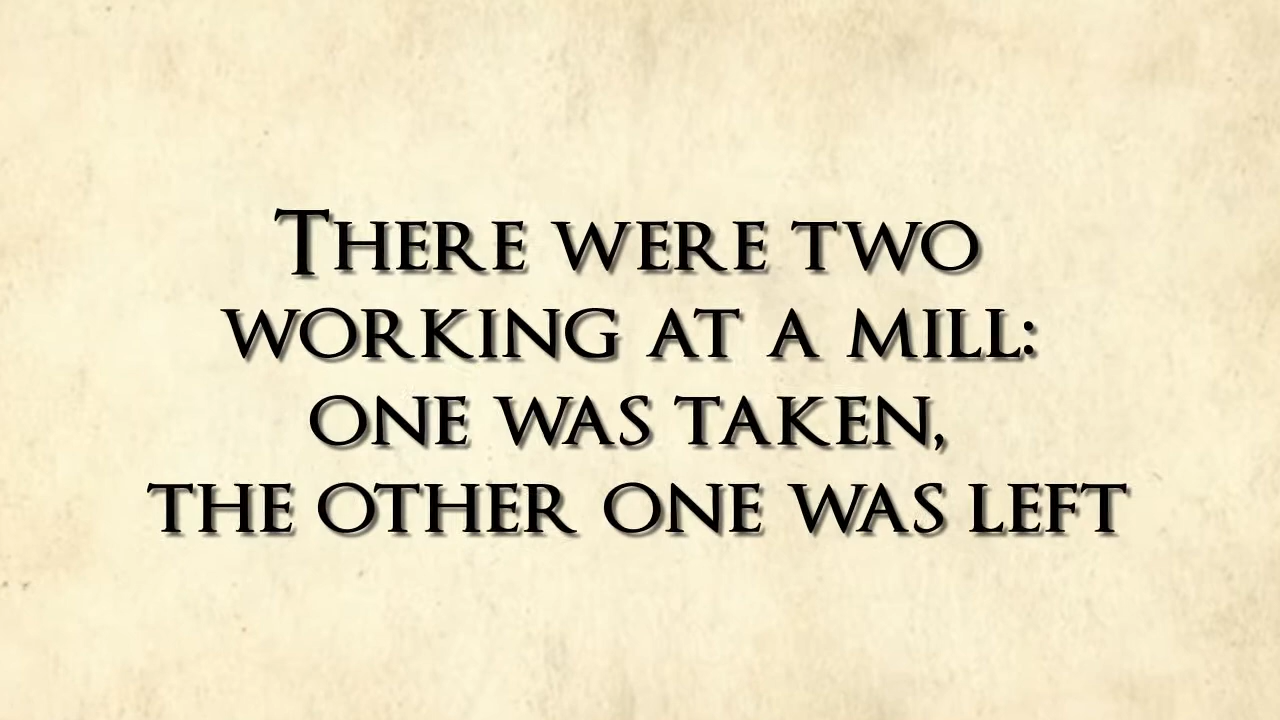 There were two
working at a mill:
one was taken,
the other one was left